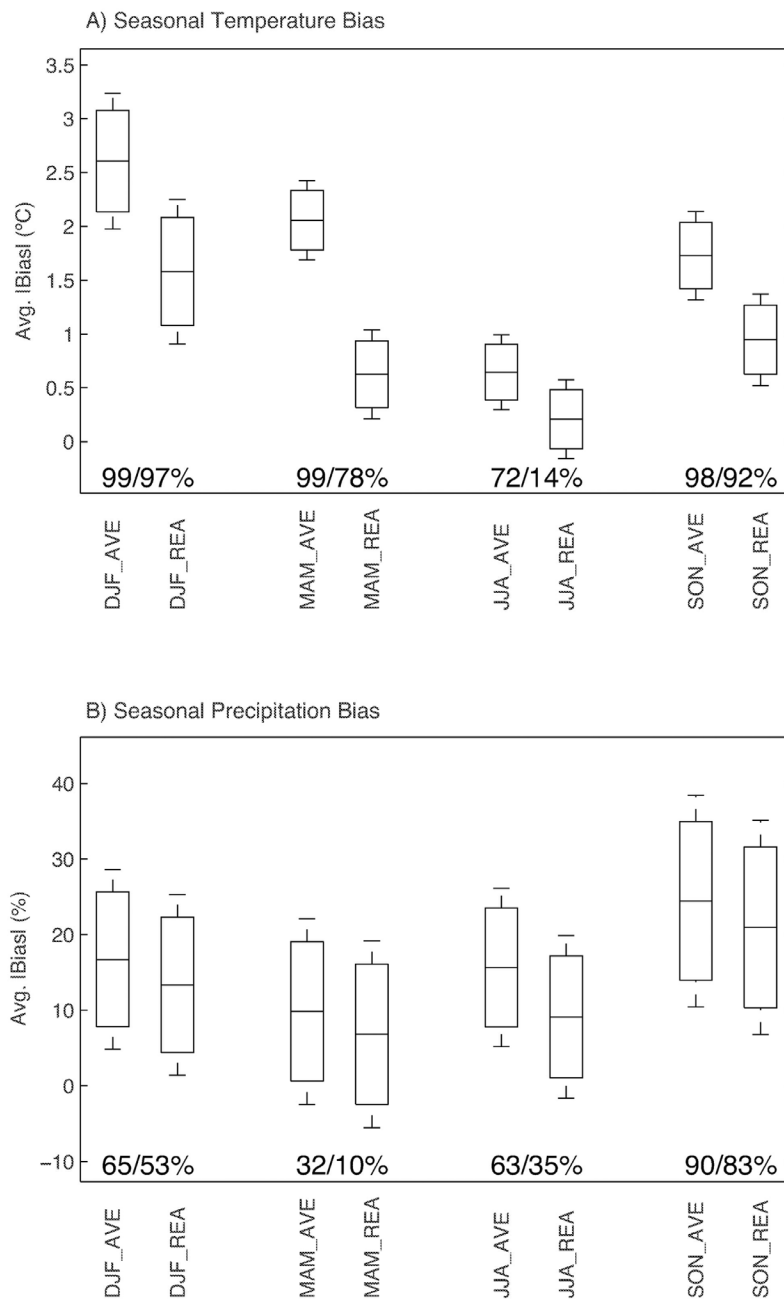 A) Seasonal Temperature Bias
3.5
3
2.5
2
1.5
1
0.5
0
Avg. |Bias| (°C)
99/97%
99/78%
72/14%
98/92%
DJF_AVE
DJF_REA
MAM_AVE
MAM_REA
JJA_AVE
JJA_REA
SON_AVE
SON_REA
B) Seasonal Precipitation Bias
40
30
20
10
0
−10
Avg. |Bias| (%)
65/53%
32/10%
63/35%
90/83%
DJF_AVE
DJF_REA
MAM_AVE
MAM_REA
JJA_AVE
JJA_REA
SON_AVE
SON_REA